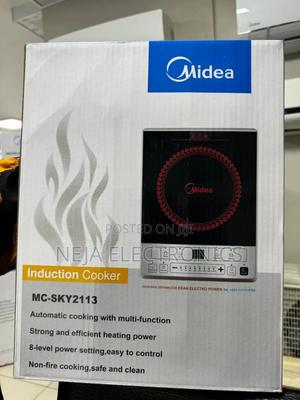 Midea
Midea
POSTED ON
NEJA ELECTRONICS
Induction Cooker
MC-SKY2113
Automatic cooking with multi-function
Strong and efficient heating power
8-level power setting,easy to control
Non-fire cooking,safe and clean